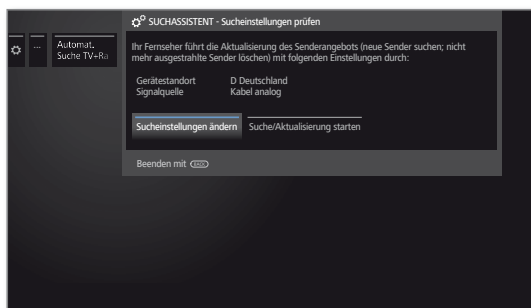 SUCHASSISTENT - Sucheinstellungen prüfen
...
Automat.
Suche TV+Ra
Ihr Fernseher führt die Aktualisierung des Senderangebots (neue Sender suchen; nicht
mehr ausgestrahlte Sender löschen) mit folgenden Einstellungen durch:
Gerätestandort D Deutschland
Signalquelle Kabel analog
Sucheinstellungen ändern Suche/Aktualisierung starten
Beenden mit BACK